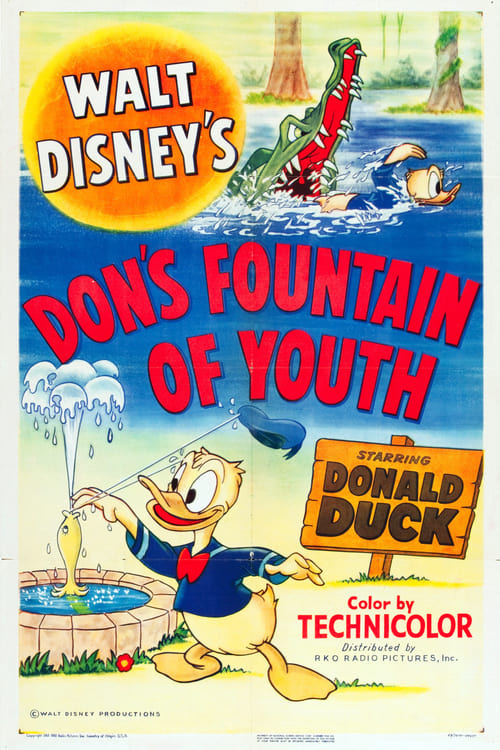 WALT
DISNEY'S
DON'S FOUNTAIN
OF YOUTH
STARRING
DONALD
DUCK
Color by
TECHNICOLOR
Distributed by
RKO RADIO PICTURES, Inc.
©WALT DISNEY PRODUCTIONS